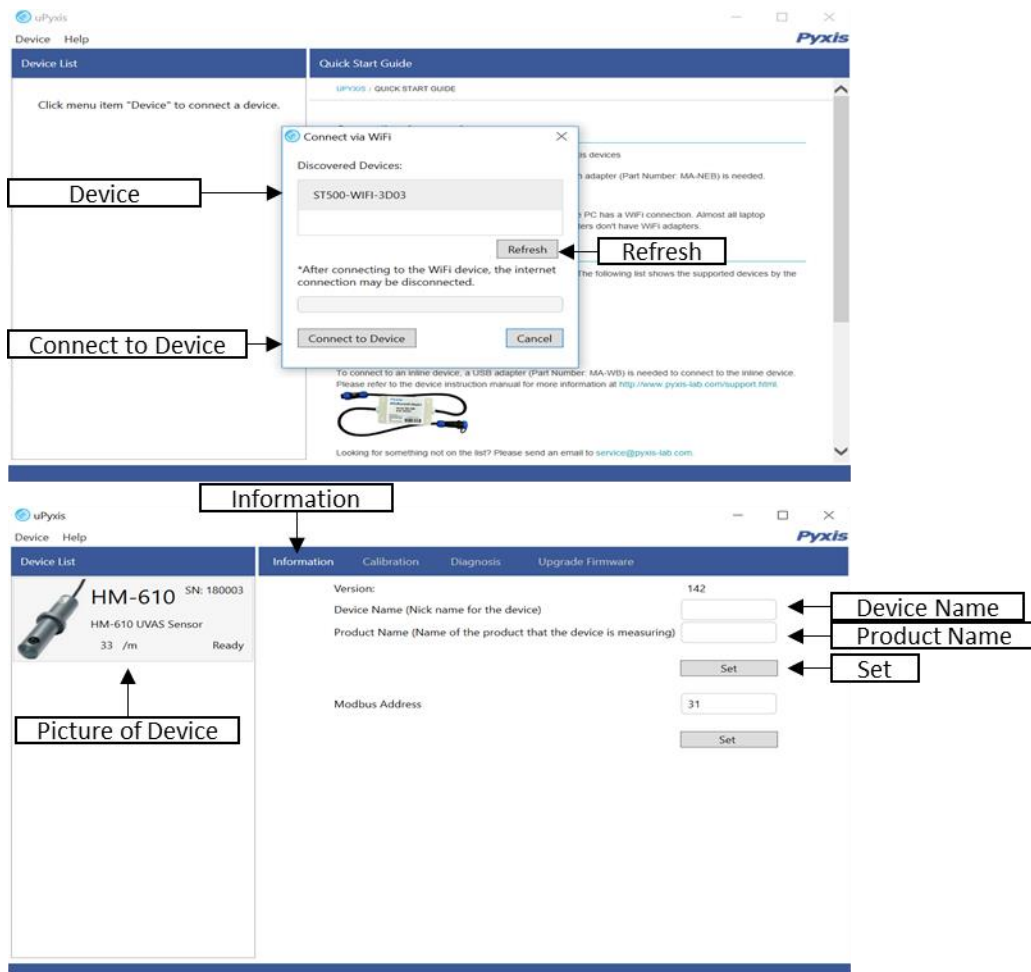 uPyxis
Device Help
Pyxis
Device List
Quick Start Guide
Click menu item "Device" to connect a device.
UPYXIS / QUICK START GUIDE
Connect via WiFi
Discovered Devices:
ST500-WIFI-3D03
Device
Refresh
Refresh
*After connecting to the WiFi device, the internet
connection may be disconnected.
Connect to Device
Connect to Device
Cancel
is devices
adapter (Part Number: MA-NEB) is needed.
PC has a WiFi connection. Almost all laptop
ters don't have WiFi adapters.
The following list shows the supported devices by the
To connect to an inline device, a USB adapter (Part Number: MA-WB) is needed to connect to the inline device.
Please refer to the device instruction manual for more information at http://www.pyxis-lab.com/support.html.
Looking for something not on the list? Please send an email to service@pyxis-lab.com.
Information
uPyxis
Device Help
Pyxis
Device List
Information Calibration Diagnosis Upgrade Firmware
HM-610 SN: 180003
HM-610 UVAS Sensor
33 /m Ready
Picture of Device
Version: 142
Device Name (Nick name for the device)
Device Name
Product Name (Name of the product that the device is measuring)
Product Name
Set
Set
Modbus Address 31
Set